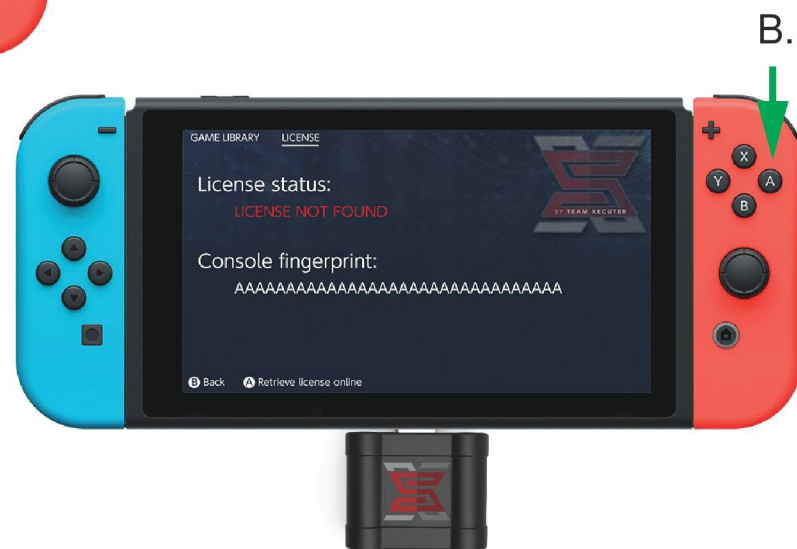 B.
GAME LIBRARY LICENSE
License status:
LICENSE NOT FOUND
BY TEAM XECUTER
Console fingerprint:
AAAAAAAAAAAAAAAAAAAAAAAAAAAAAAAA
B Back A Retrieve license online
X
Y A
B